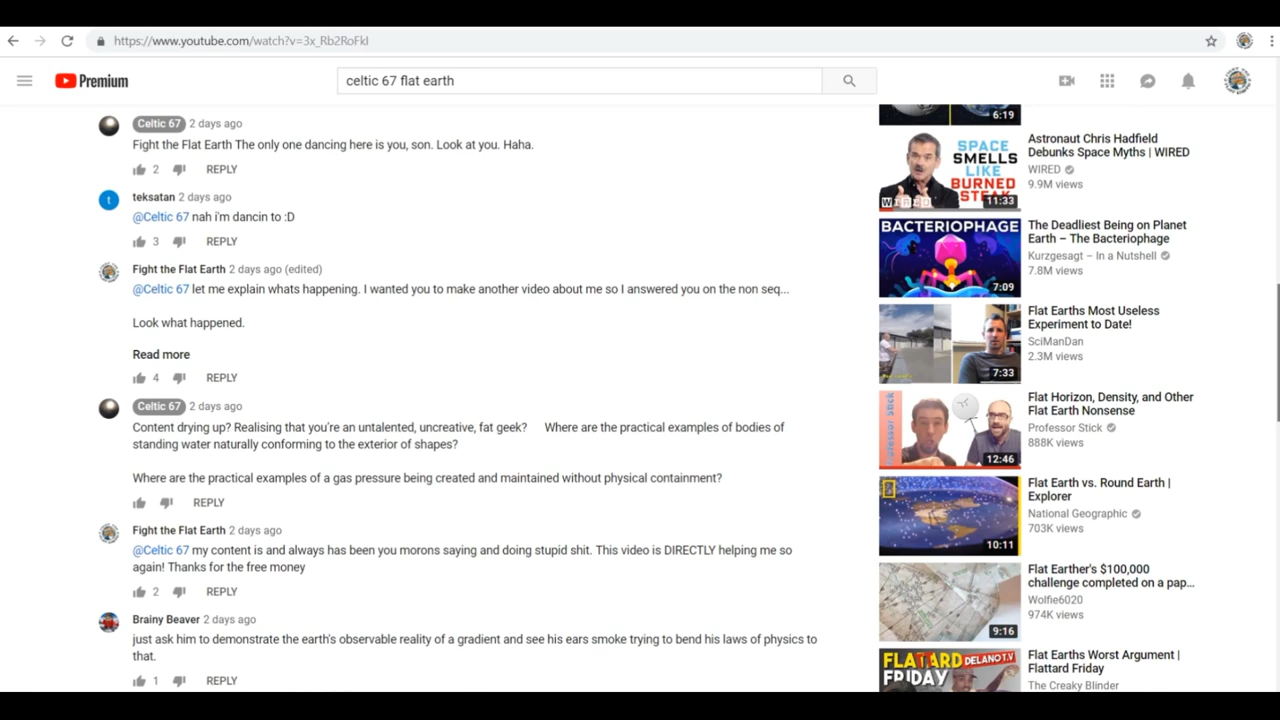 https://www.youtube.com/watch?v=3x_Rb2RoFkI
Premium
celtic 67 flat earth
Celtic 67 2 days ago
Fight the Flat Earth The only one dancing here is you, son. Look at you. Haha.
2 REPLY
t
teksatan 2 days ago
@Celtic 67 nah i'm dancin to :D
3 REPLY
Fight the Flat Earth 2 days ago (edited)
@Celtic 67 let me explain whats happening. I wanted you to make another video about me so I answered you on the non seq...
Look what happened.
Read more
4 REPLY
Celtic 67 2 days ago
Content drying up? Realising that you're an untalented, uncreative, fat geek? Where are the practical examples of bodies of
standing water naturally conforming to the exterior of shapes?
Where are the practical examples of a gas pressure being created and maintained without physical containment?
REPLY
Fight the Flat Earth 2 days ago
@Celtic 67 my content is and always has been you morons saying and doing stupid shit. This video is DIRECTLY helping me so
again! Thanks for the free money
2 REPLY
Brainy Beaver 2 days ago
just ask him to demonstrate the earth's observable reality of a gradient and see his ears smoke trying to bend his laws of physics to
that.
1 REPLY
6:19
SPACE
SMELLS
LIKE
BURNED
STEAK
WIRED
11:33
Astronaut Chris Hadfield
Debunks Space Myths | WIRED
WIRED
9.9M views
BACTERIOPHAGE
7:09
The Deadliest Being on Planet
Earth – The Bacteriophage
Kurzgesagt – In a Nutshell
7.8M views
7:33
Flat Earths Most Useless
Experiment to Date!
SciManDan
2.3M views
Professor Stick
12:46
Flat Horizon, Density, and Other
Flat Earth Nonsense
Professor Stick
888K views
10:11
Flat Earth vs. Round Earth |
Explorer
National Geographic
703K views
9:16
Flat Earther's $100,000
challenge completed on a pap...
Wolfie6020
974K views
FLATTARD
FRIDAY
DELANO T.V
Flat Earths Worst Argument |
Flattard Friday
The Creaky Blinder